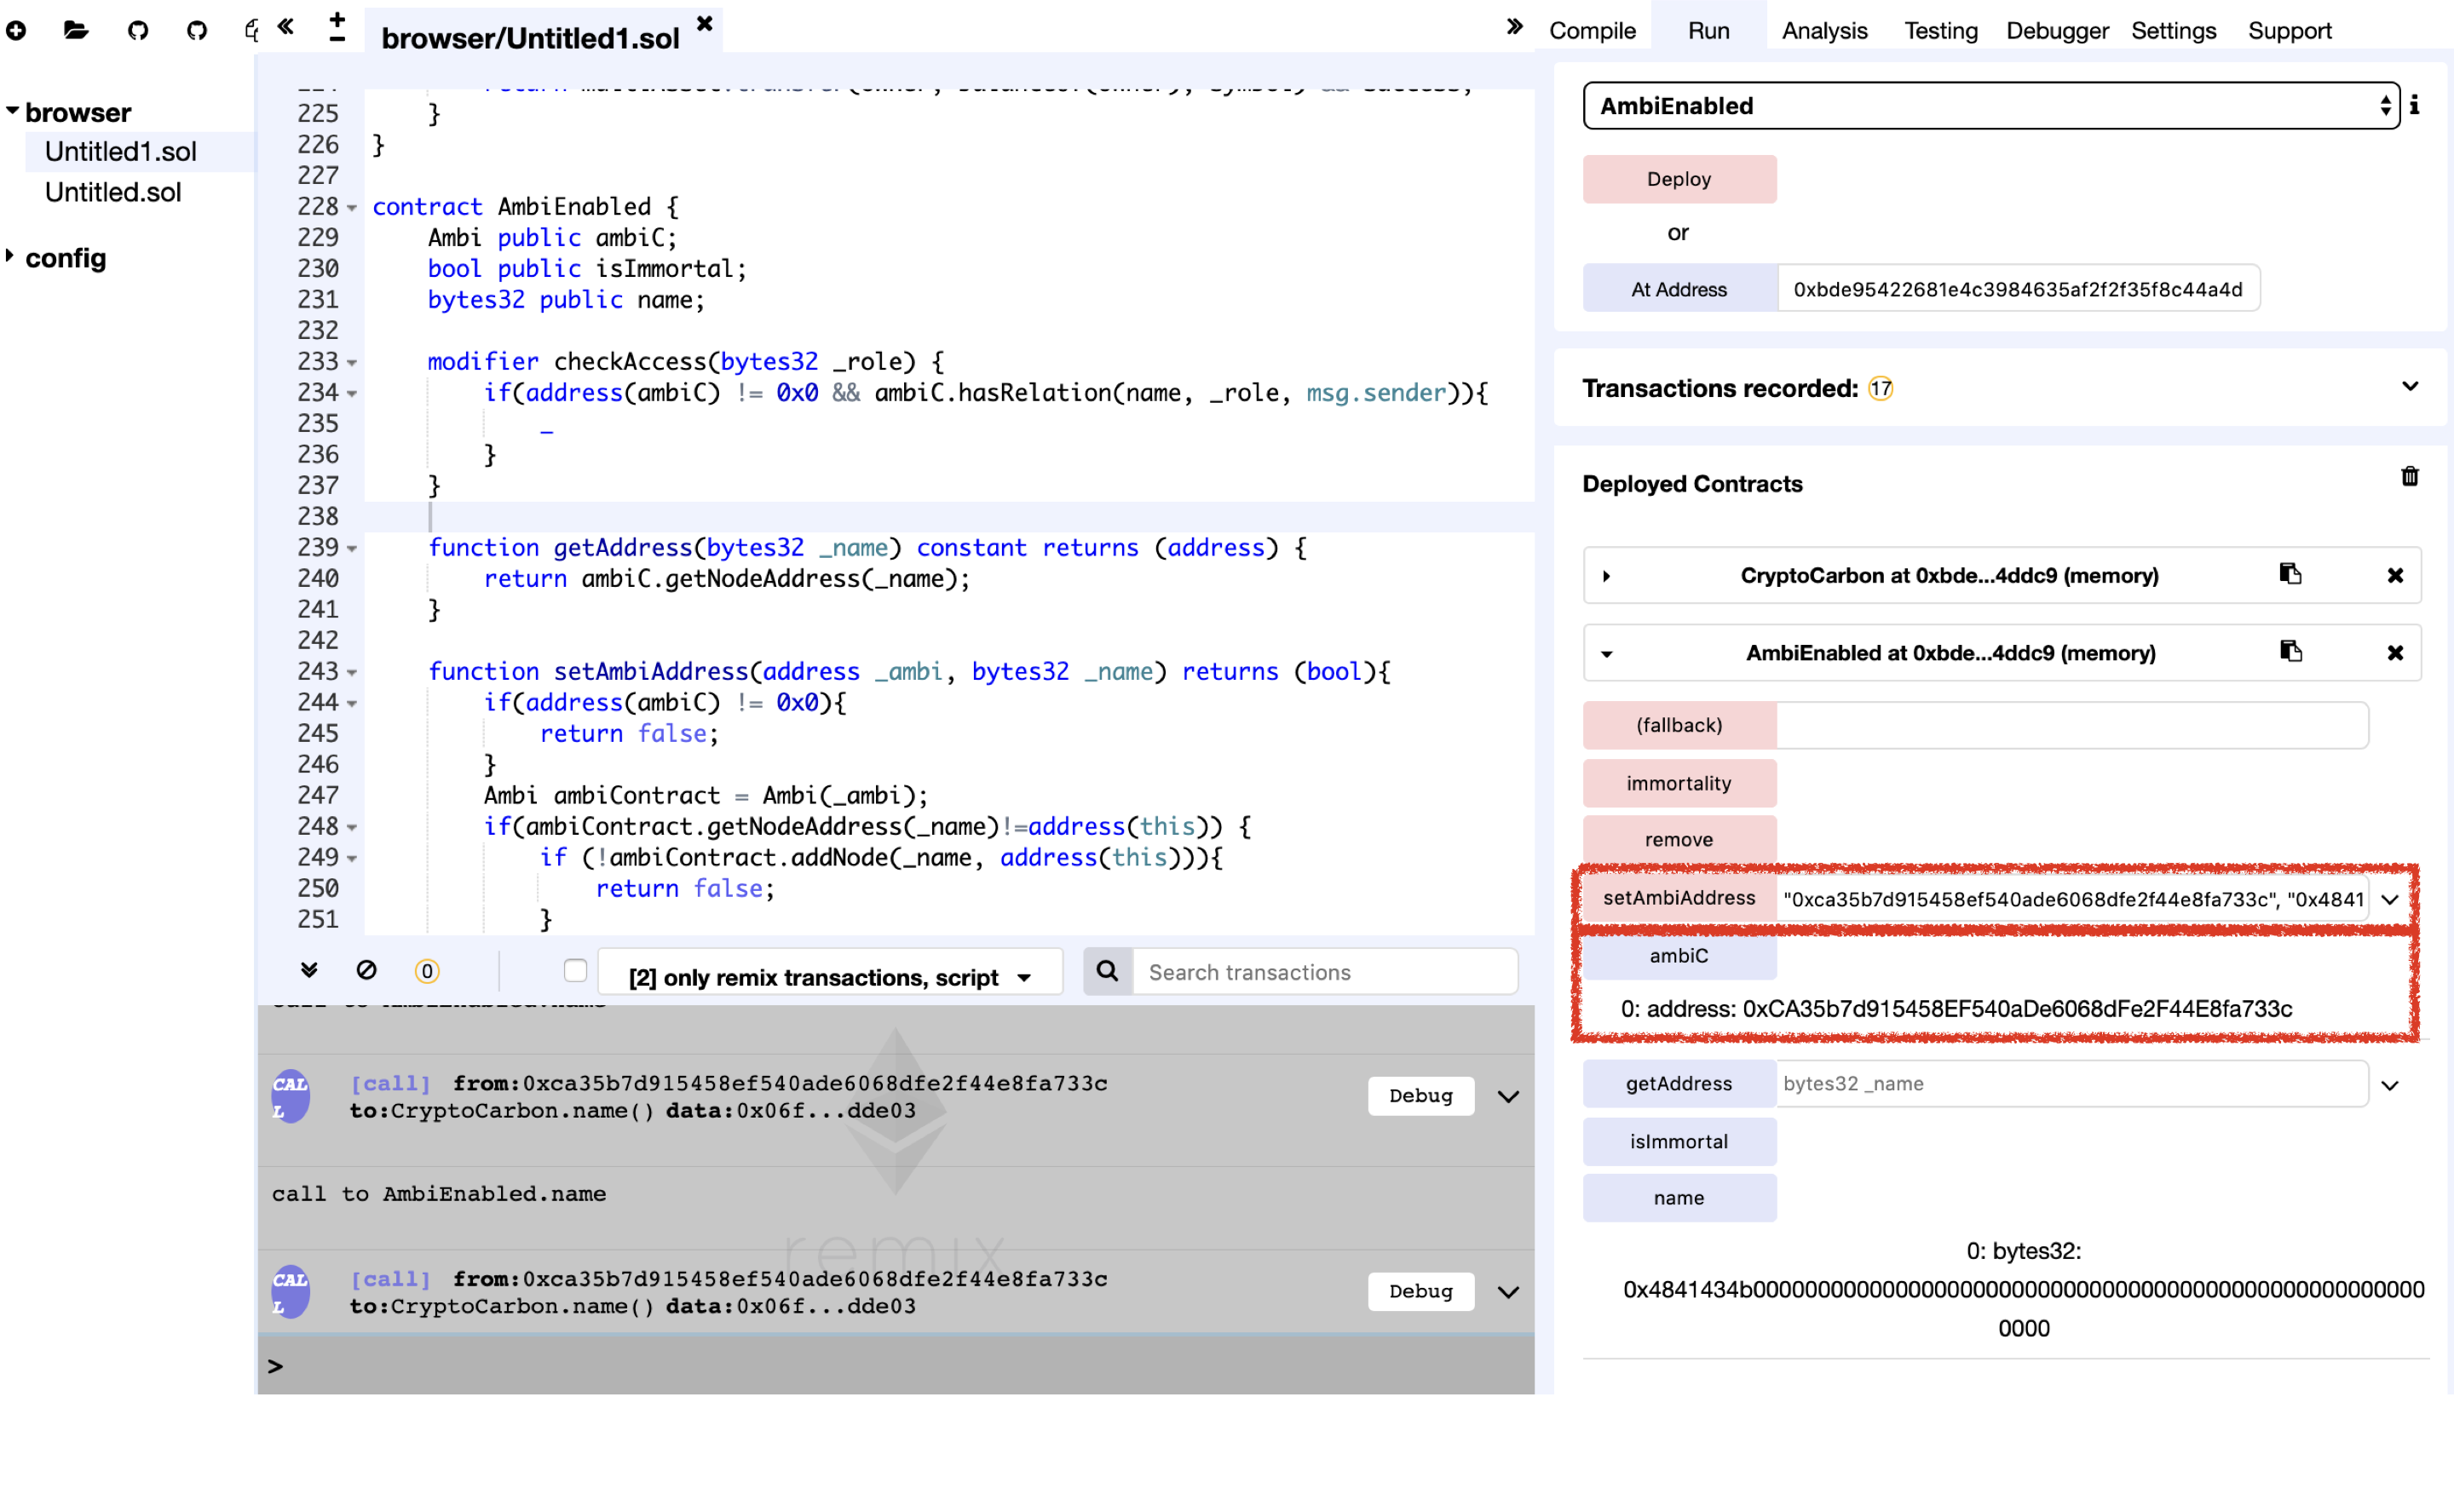 browser/Untitled1.sol
Compile Run Analysis Testing Debugger Settings Support
browser
Untitled1.sol
Untitled.sol
config
225 }
226 }
227
228 contract AmbiEnabled {
229 Ambi public ambiC;
230 bool public isImmortal;
231 bytes32 public name;
232
233 modifier checkAccess(bytes32 _role) {
234 if(address(ambiC) != 0x0 && ambiC.hasRelation(name, _role, msg.sender)){
235 _
236 }
237 }
238
239 function getAddress(bytes32 _name) constant returns (address) {
240 return ambiC.getNodeAddress(_name);
241 }
242
243 function setAmbiAddress(address _ambi, bytes32 _name) returns (bool){
244 if(address(ambiC) != 0x0){
245 return false;
246 }
247 Ambi ambiContract = Ambi(_ambi);
248 if(ambiContract.getNodeAddress(_name)!=address(this)) {
249 if (!ambiContract.addNode(_name, address(this))){
250 return false;
251 }
0
[2] only remix transactions, script
Search transactions
call to AmbiEnabled.name
CALL
[call] from:0xca35b7d915458ef540ade6068dfe2f44e8fa733c
to:CryptoCarbon.name() data:0x06f...dde03
Debug
call to AmbiEnabled.name
remix
CALL
[call] from:0xca35b7d915458ef540ade6068dfe2f44e8fa733c
to:CryptoCarbon.name() data:0x06f...dde03
Debug
>
AmbiEnabled
Deploy
or
At Address 0xbde95422681e4c3984635af2f2f35f8c44a4d
Transactions recorded: 17
Deployed Contracts
CryptoCarbon at 0xbde...4ddc9 (memory)
AmbiEnabled at 0xbde...4ddc9 (memory)
(fallback)
immortality
remove
setAmbiAddress "0xca35b7d915458ef540ade6068dfe2f44e8fa733c", "0x4841
ambiC
0: address: 0xCA35b7d915458EF540aDe6068dFe2F44E8fa733c
getAddress bytes32 _name
isImmortal
name
0: bytes32:
0x4841434b0000000000000000000000000000000000000000000000000000
0000